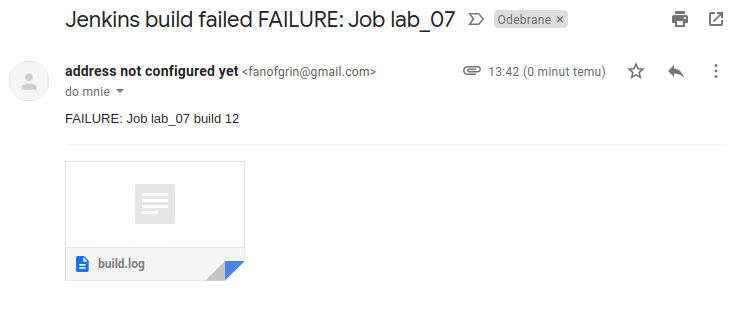 Jenkins build failed FAILURE: Job lab_07 Odebrane ×
address not configured yet <fanofgrin@gmail.com> 13:42 (0 minut temu)
do mnie
FAILURE: Job lab_07 build 12
build.log